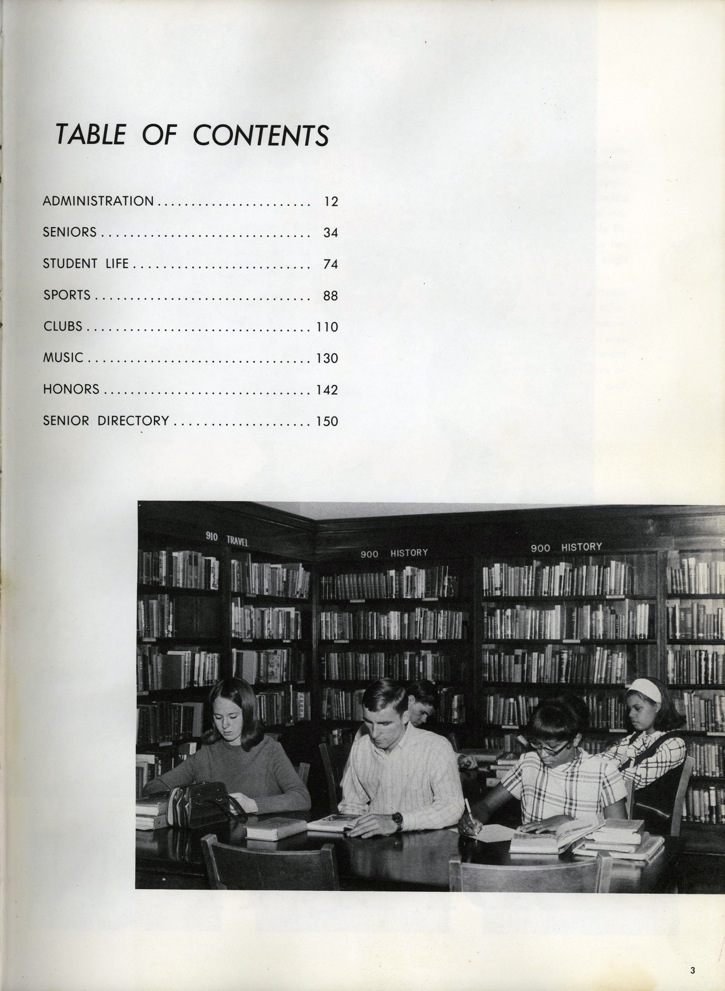 TABLE OF CONTENTS
ADMINISTRATION ....................... 12
SENIORS ............................... 34
STUDENT LIFE .......................... 74
SPORTS ................................ 88
CLUBS ................................. 110
MUSIC ................................. 130
HONORS ............................... 142
SENIOR DIRECTORY .................... 150
910 TRAVEL
900 HISTORY
900 HISTORY
3